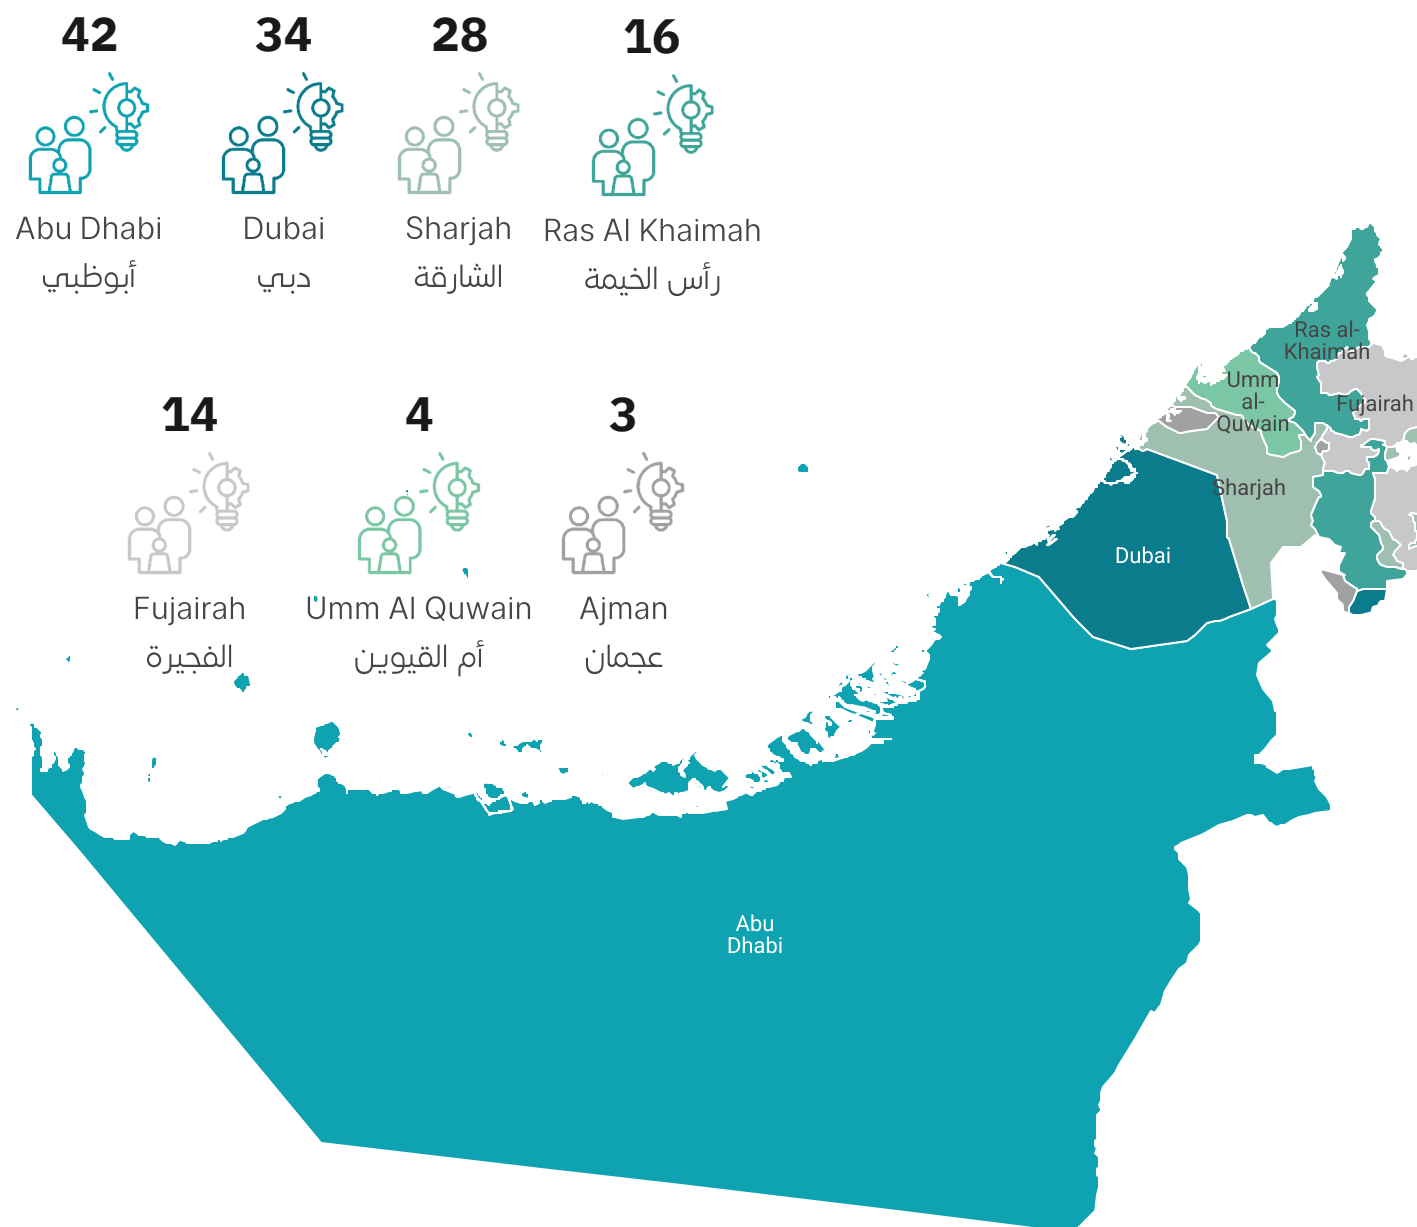 42
34
28
16
Abu Dhabi
Dubai
Sharjah
Ras Al Khaimah
أبوظبي
دبي
الشارقة
رأس الخيمة
14
4
3
Fujairah
Umm Al Quwain
Ajman
الفجيرة
أم القيوين
عجمان
Ras al-
Khaimah
Umm
al-
Quwain
Fujairah
Sharjah
Dubai
Abu
Dhabi